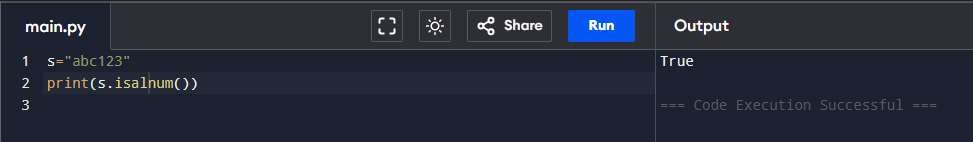 main.py Share Run Output
1 s="abc123"
2 print(s.isalnum())
3
True
=== Code Execution Successful ===